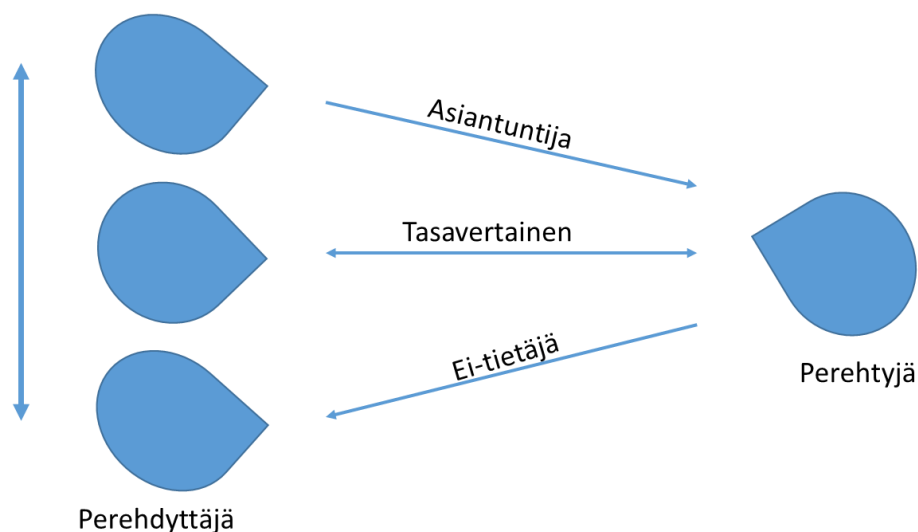 Asiantuntija
Tasavertainen
Ei-tietäjä
Perehtyjä
Perehdyttäjä